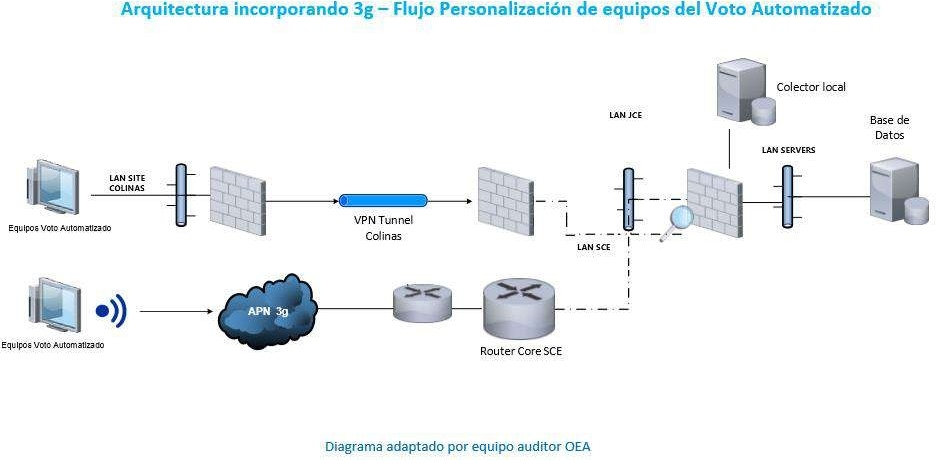 Arquitectura incorporando 3g – Flujo Personalización de equipos del Voto Automatizado
Colector local
LAN JCE
Base de
Datos
LAN SERVERS
LAN SITE
COLINAS
Equipos Voto Automatizado
VPN Tunnel
Colinas
LAN SCE
APN 3g
Equipos Voto Automatizado
Router Core SCE
Diagrama adaptado por equipo auditor OEA